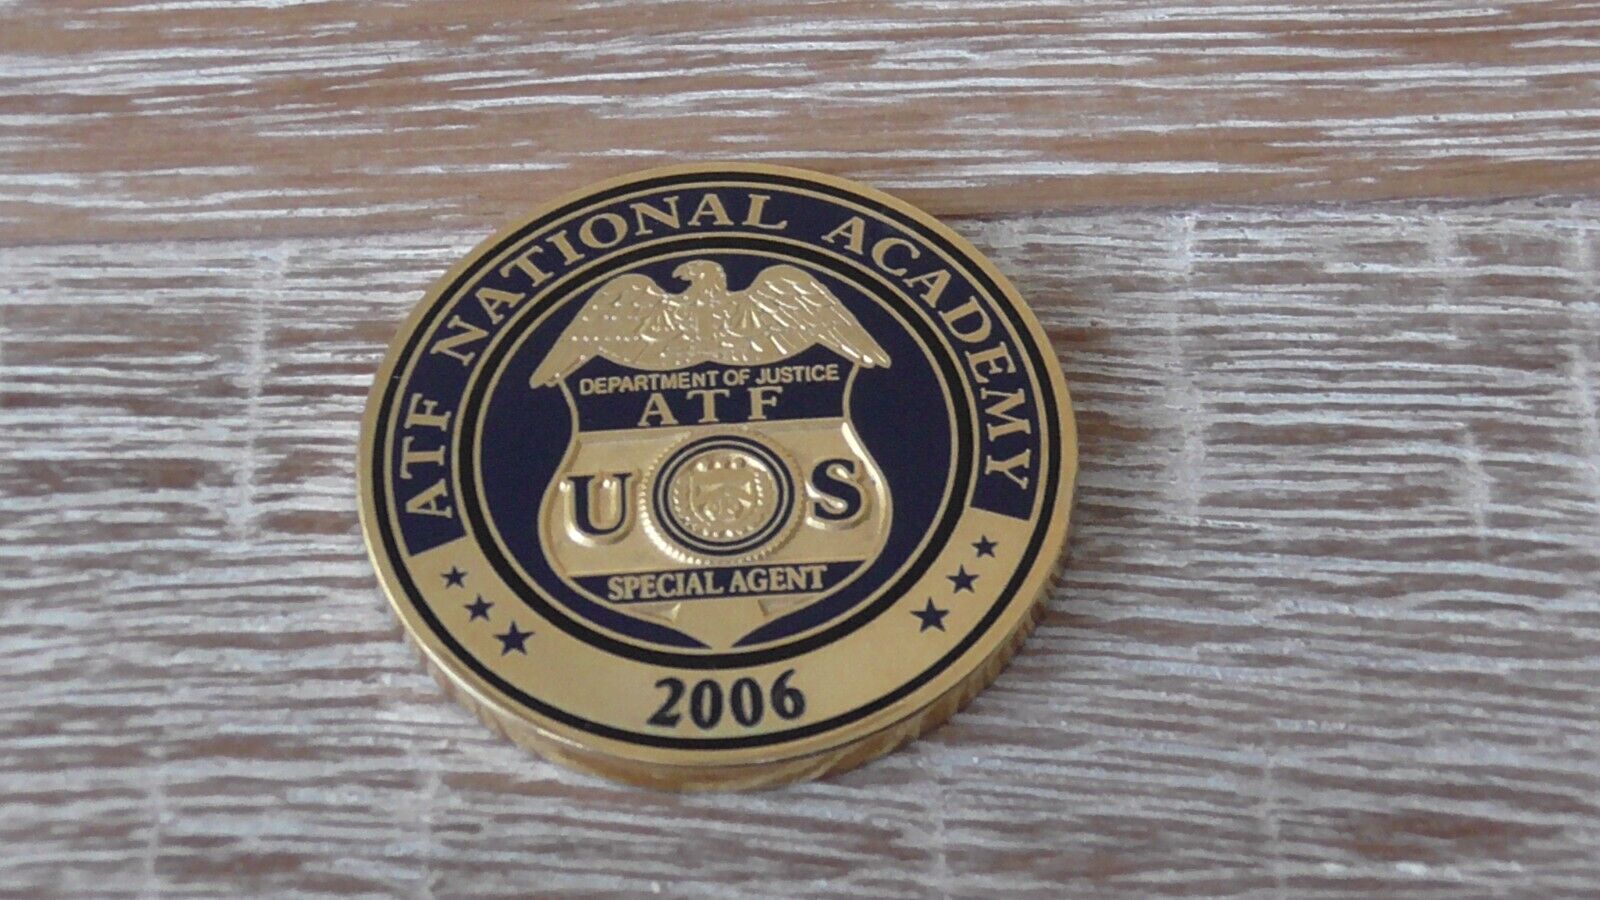 ATF NATIONAL ACADEMY
DEPARTMENT OF JUSTICE
ATF
U S
SPECIAL AGENT
2006